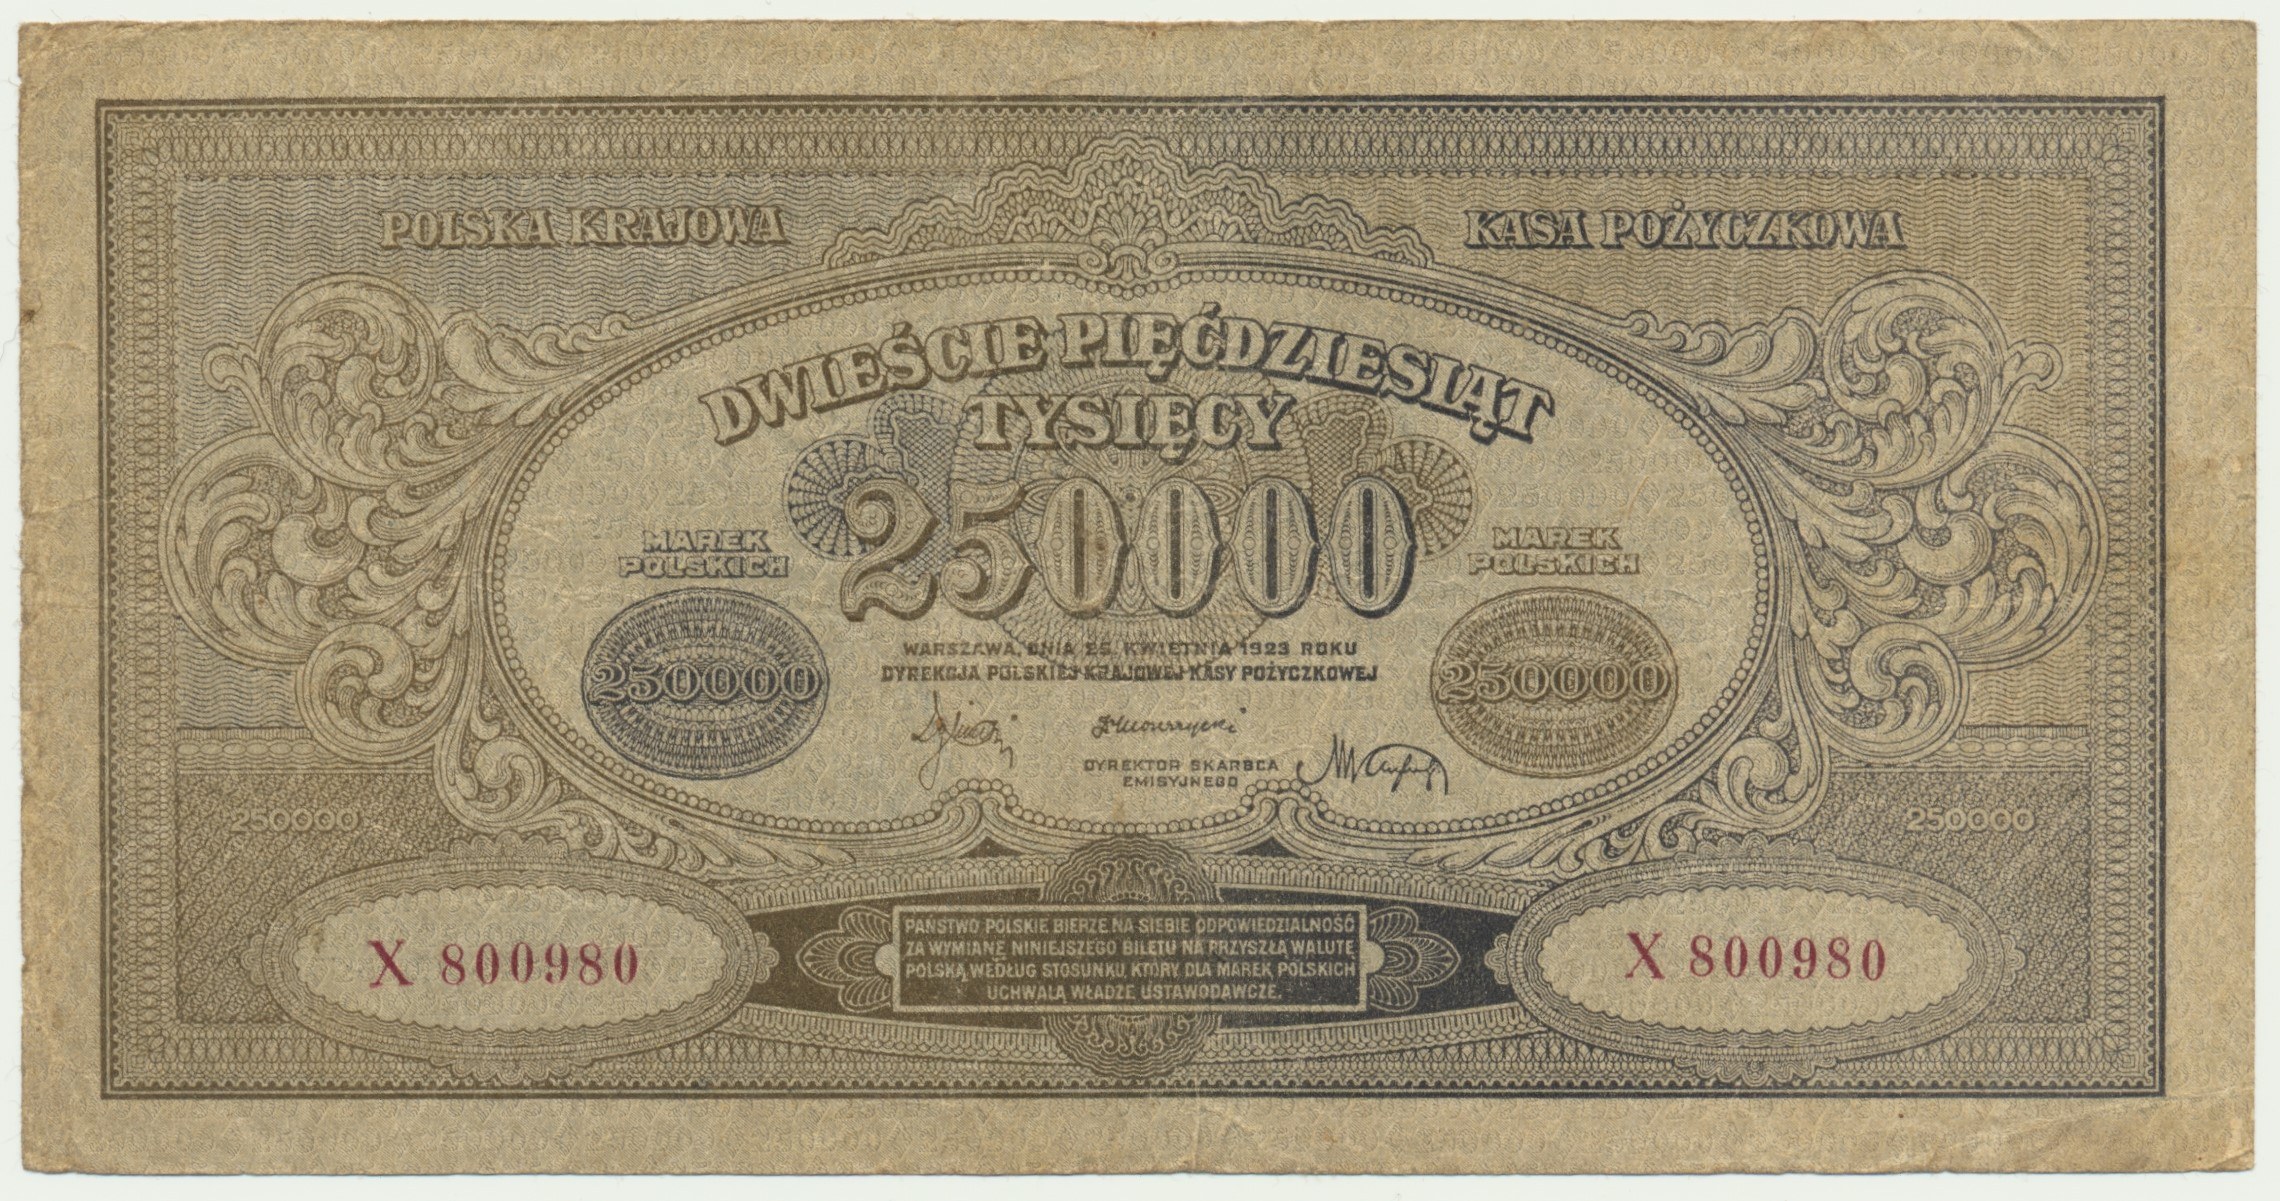 POLSKA KRAJOWA
KASA POŻYCZKOWA
DWIEŚCIE PIĘĆDZIESIĄT
TYSIĘCY
250000
MAREK
POLSKICH
MAREK
POLSKICH
250000
250000
WARSZAWA, DNIA 25. KWIETNIA 1923 ROKU
DYREKCJA POLSKIEJ KRAJOWEJ KASY POŻYCZKOWEJ
DYREKTOR SKARBCA
EMISYJNEGO
250000
250000
X 800980
X 800980
PAŃSTWO POLSKIE BIERZE NA SIEBIE ODPOWIEDZIALNOŚĆ
ZA WYMIANĘ NINIEJSZEGO BILETU NA PRZYSZŁĄ WALUTĘ
POLSKĄ, WEDŁUG STOSUNKU, KTÓRY DLA MAREK POLSKICH
UCHWALĄ WŁADZE USTAWODAWCZE.